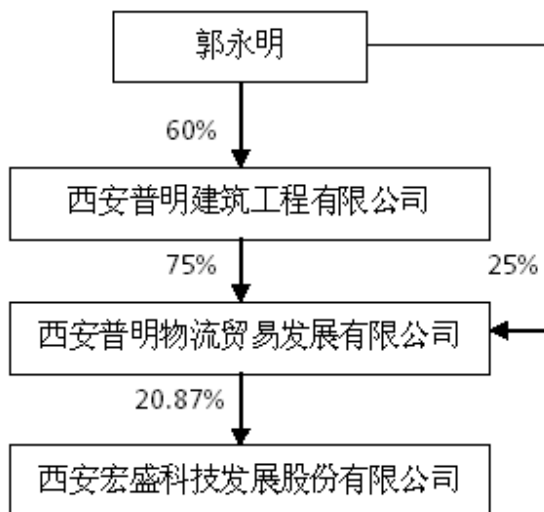 郭永明
60%
西安普明建筑工程有限公司
75%
25%
西安普明物流贸易发展有限公司
20.87%
西安宏盛科技发展股份有限公司